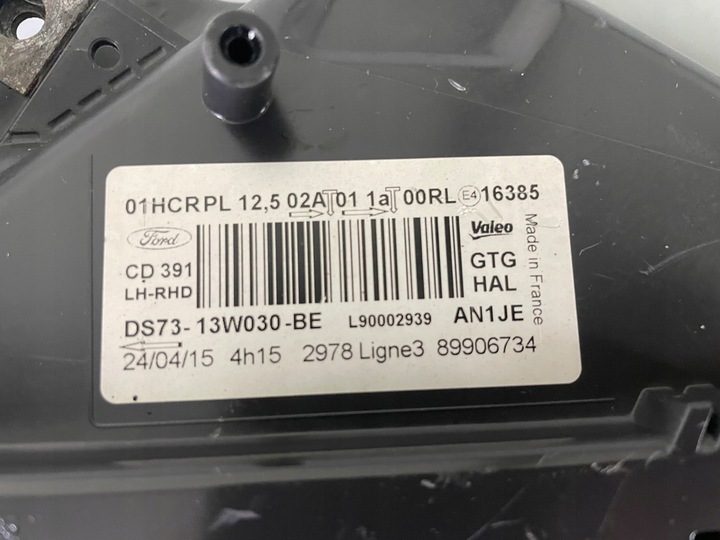 01HCRPL 12,5 02A 01 1a 00RL E4 16385
Ford
Valeo
CD 391
GTG
LH-RHD
HAL
Made in France
DS73-13W030-BE L90002939 AN1JE
24/04/15 4h15 2978 Ligne3 89906734